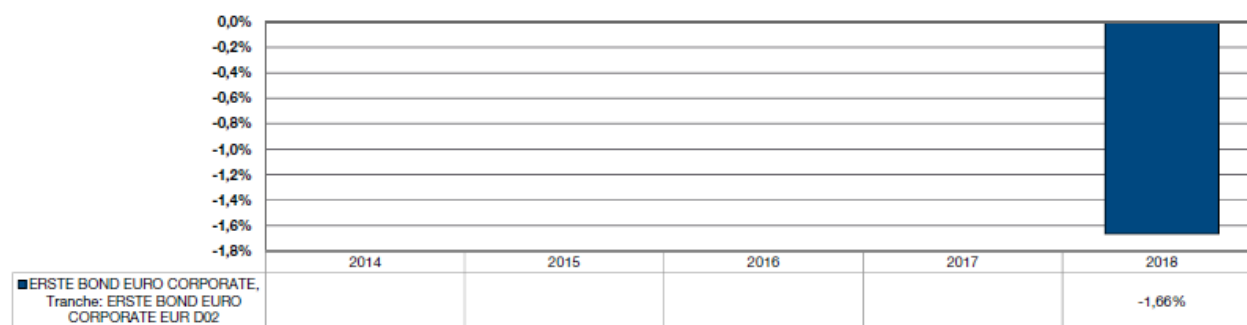 0,0%
-0,2%
-0,4%
-0,6%
-0,8%
-1,0%
-1,2%
-1,4%
-1,6%
-1,8%
2014 2015 2016 2017 2018
ERSTE BOND EURO CORPORATE,
Tranche: ERSTE BOND EURO
CORPORATE EUR D02
-1,66%